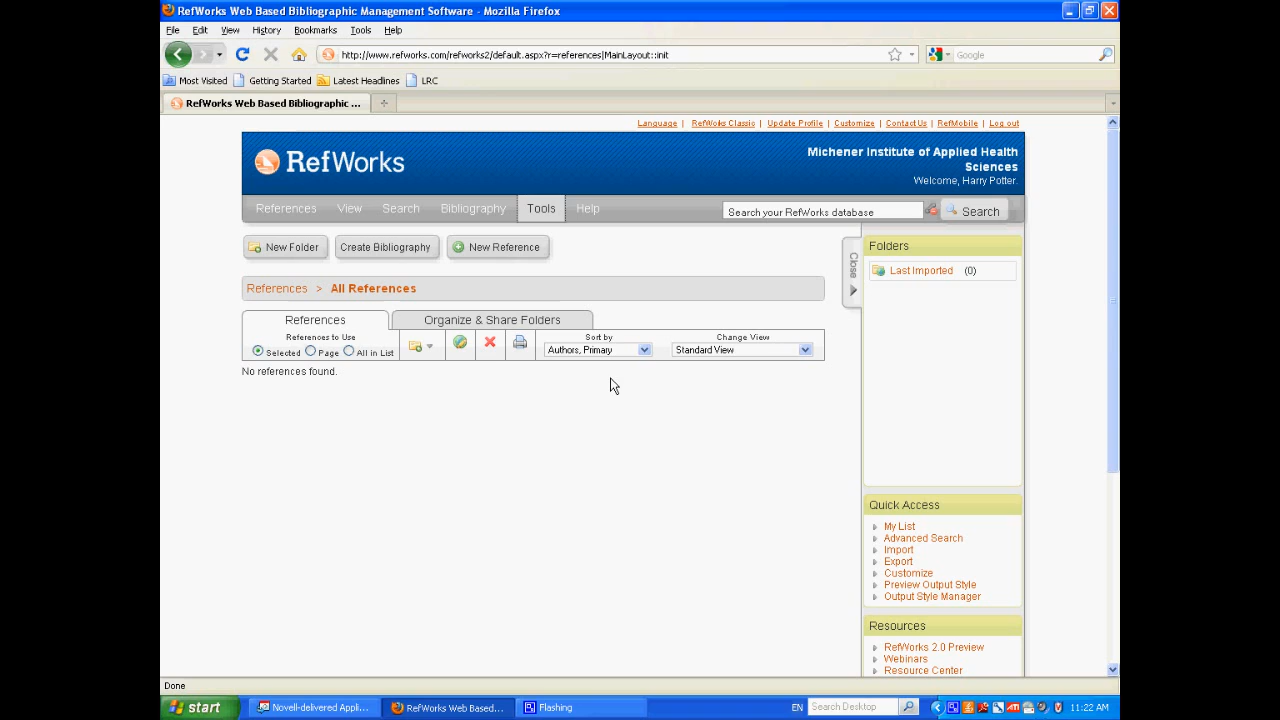 RefWorks Web Based Bibliographic Management Software - Mozilla Firefox
File Edit View History Bookmarks Tools Help
http://www.refworks.com/refworks2/default.aspx?r=references|MainLayout::init
Google
Most Visited Getting Started Latest Headlines LRC
RefWorks Web Based Bibliographic ...
Language | RefWorks Classic | Update Profile | Customize | Contact Us | RefMobile | Log out
RefWorks
Michener Institute of Applied Health
Sciences
Welcome, Harry Potter.
References View Search Bibliography Tools Help
Search your RefWorks database
Search
New Folder Create Bibliography New Reference
Close
Folders
Last Imported (0)
References > All References
References Organize & Share Folders
References to Use
Selected Page All in List
Sort by
Authors, Primary
Change View
Standard View
No references found.
Quick Access
My List
Advanced Search
Import
Export
Customize
Preview Output Style
Output Style Manager
Resources
RefWorks 2.0 Preview
Webinars
Resource Center
Done
start Novell-delivered Appli... RefWorks Web Based... Flashing EN Search Desktop 11:22 AM